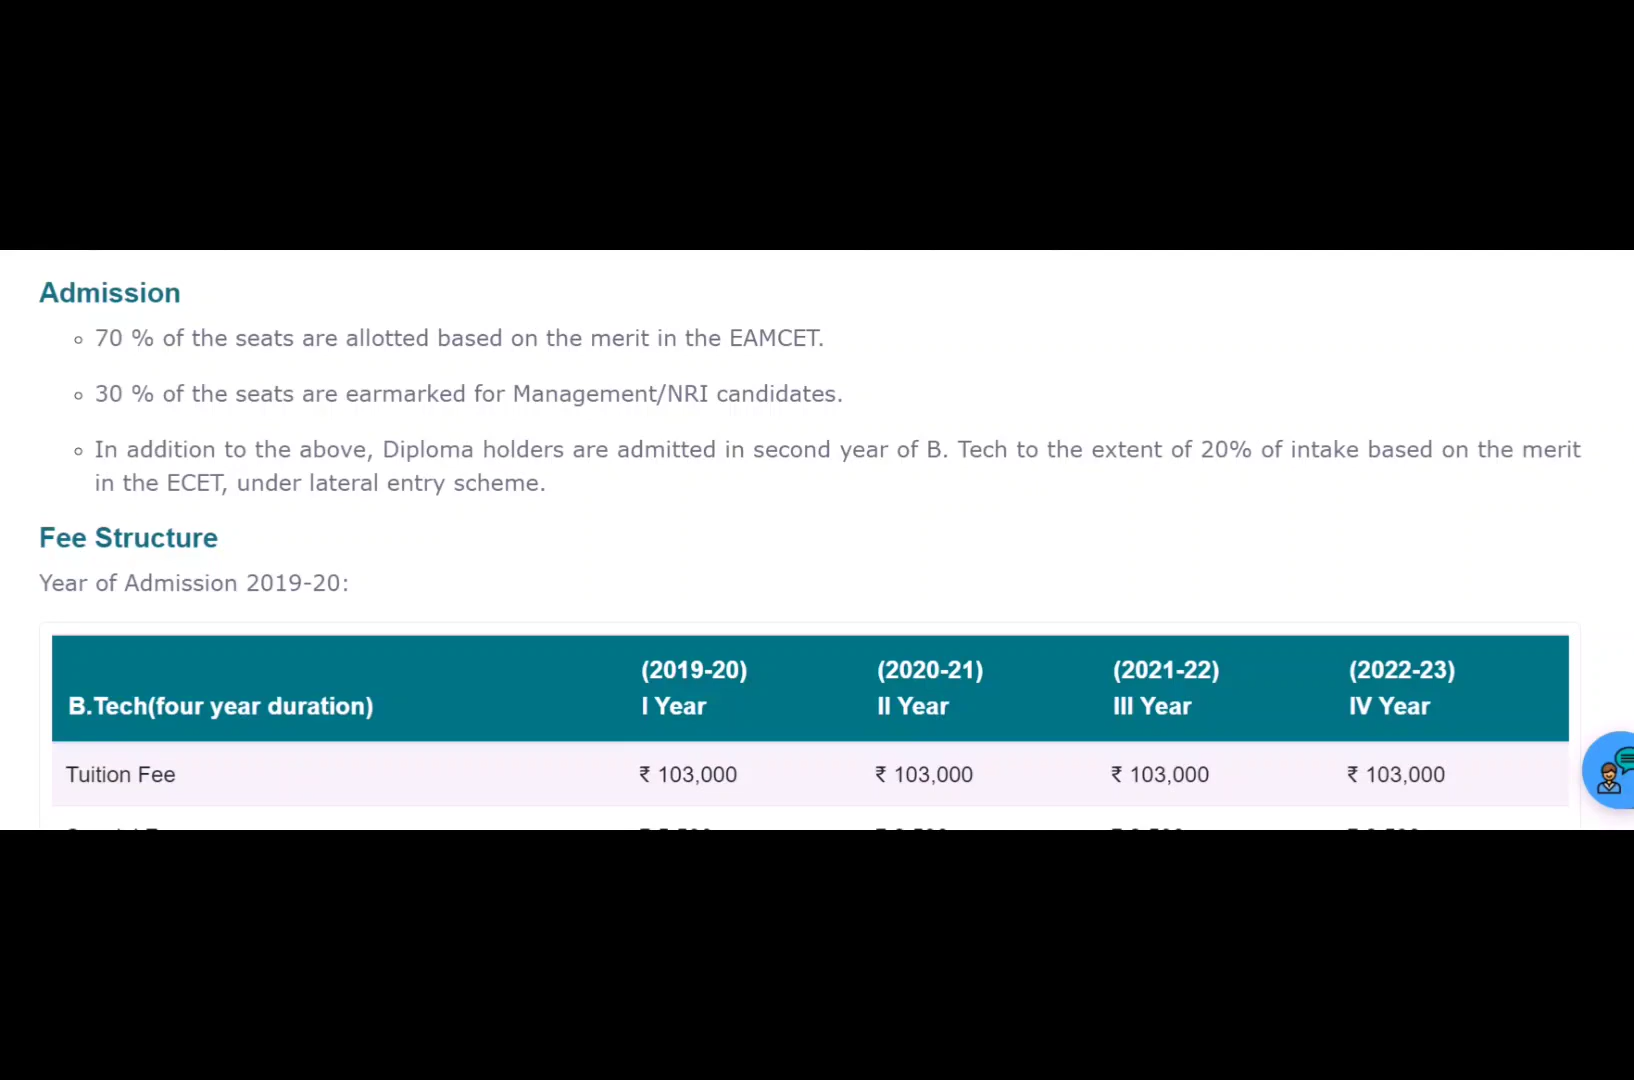 Admission
70 % of the seats are allotted based on the merit in the EAMCET.
30 % of the seats are earmarked for Management/NRI candidates.
In addition to the above, Diploma holders are admitted in second year of B. Tech to the extent of 20% of intake based on the merit
in the ECET, under lateral entry scheme.
Fee Structure
Year of Admission 2019-20:
(2019-20) (2020-21) (2021-22) (2022-23)
B.Tech(four year duration) I Year II Year III Year IV Year
Tuition Fee ₹ 103,000 ₹ 103,000 ₹ 103,000 ₹ 103,000